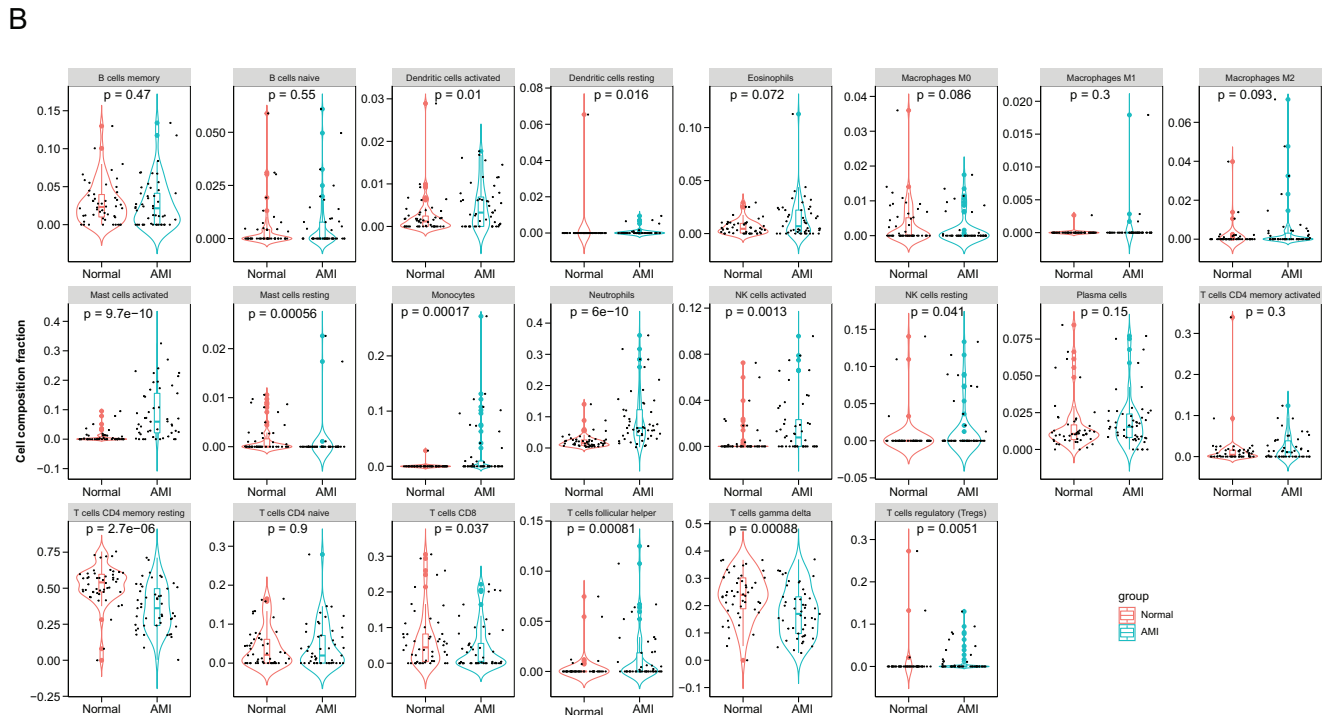 B
B cells memory
p = 0.47
0.15
0.10
0.05
0.00
Normal
AMI
B cells naive
p = 0.55
0.050
0.025
0.000
Normal
AMI
Dendritic cells activated
p = 0.01
0.03
0.02
0.01
0.00
Normal
AMI
Dendritic cells resting
p = 0.016
0.08
0.06
0.04
0.02
0.00
Normal
AMI
Eosinophils
p = 0.072
0.10
0.05
0.00
Normal
AMI
Macrophages M0
p = 0.086
0.04
0.03
0.02
0.01
0.00
Normal
AMI
Macrophages M1
p = 0.3
0.020
0.015
0.010
0.005
0.000
Normal
AMI
Macrophages M2
p = 0.093
0.06
0.04
0.02
0.00
Normal
AMI
Cell composition fraction
Mast cells activated
p = 9.7e−10
0.4
0.3
0.2
0.1
0.0
−0.1
Normal
AMI
Mast cells resting
p = 0.00056
0.02
0.01
0.00
Normal
AMI
Monocytes
p = 0.00017
0.2
0.1
0.0
Normal
AMI
Neutrophils
p = 6e−10
0.4
0.3
0.2
0.1
0.0
Normal
AMI
NK cells activated
p = 0.0013
0.12
0.08
0.04
0.00
Normal
AMI
NK cells resting
p = 0.041
0.15
0.10
0.05
0.00
−0.05
Normal
AMI
Plasma cells
p = 0.15
0.075
0.050
0.025
0.000
Normal
AMI
T cells CD4 memory activated
p = 0.3
0.3
0.2
0.1
0.0
Normal
AMI
T cells CD4 memory resting
p = 2.7e−06
0.75
0.50
0.25
0.00
−0.25
Normal
AMI
T cells CD4 naive
p = 0.9
0.3
0.2
0.1
0.0
Normal
AMI
T cells CD8
p = 0.037
0.3
0.2
0.1
0.0
Normal
AMI
T cells follicular helper
p = 0.00081
0.15
0.10
0.05
0.00
Normal
AMI
T cells gamma delta
p = 0.00088
0.5
0.4
0.3
0.2
0.1
0.0
−0.1
Normal
AMI
T cells regulatory (Tregs)
p = 0.0051
0.3
0.2
0.1
0.0
Normal
AMI
group
Normal
AMI